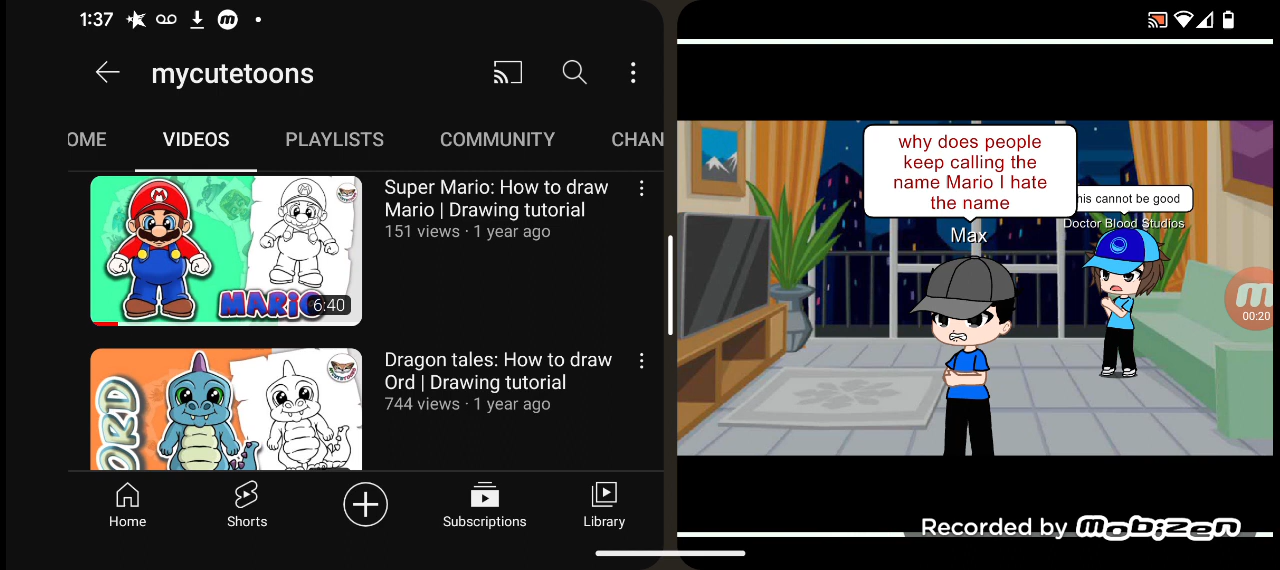 1:37
mycutetoons
OME VIDEOS PLAYLISTS COMMUNITY CHAN
Super Mario: How to draw
Mario | Drawing tutorial
151 views · 1 year ago
MARIO
6:40
Dragon tales: How to draw
Ord | Drawing tutorial
744 views · 1 year ago
ORD
Home Shorts Subscriptions Library
why does people
keep calling the
name Mario I hate
the name
his cannot be good
Doctor Blood Studios
Max
00:20
Recorded by mobizen